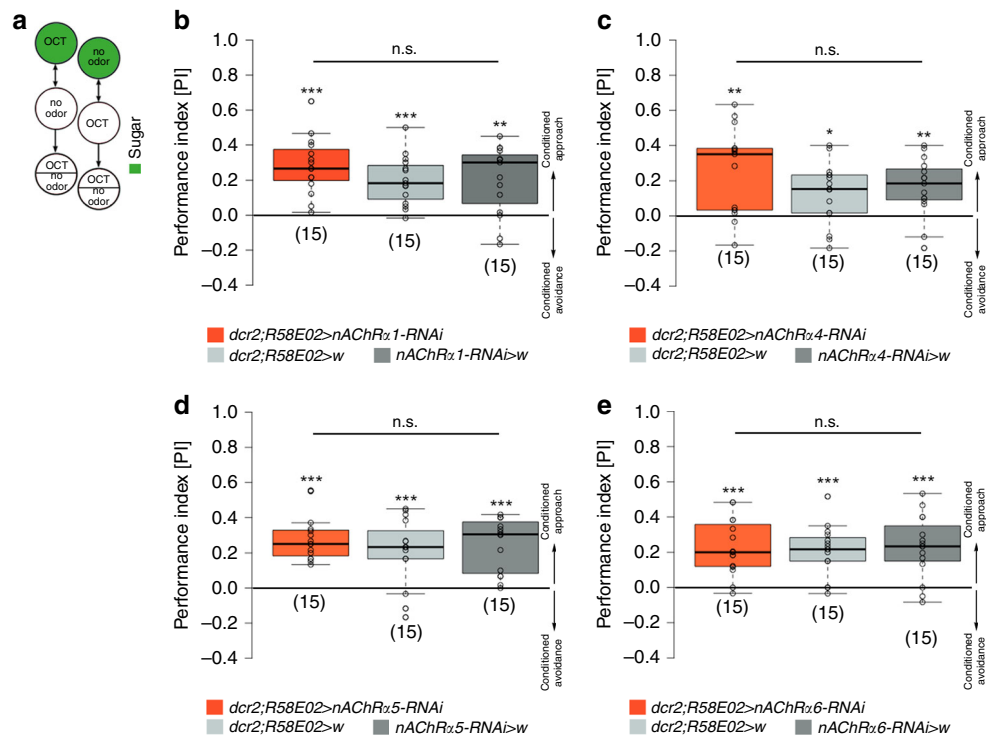 a
OCT
no
odor
no
odor
OCT
OCT
no
odor
OCT
no
odor
Sugar
b
Performance index [PI]
1.0
0.8
0.6
0.4
0.2
0.0
–0.2
–0.4
n.s.
***
***
**
(15)
(15)
(15)
Conditioned
approach
Conditioned
avoidance
dcr2;R58E02>nAChRα1-RNAi
dcr2;R58E02>w
nAChRα1-RNAi>w
c
Performance index [PI]
1.0
0.8
0.6
0.4
0.2
0.0
–0.2
–0.4
n.s.
**
*
**
(15)
(15)
(15)
Conditioned
approach
Conditioned
avoidance
dcr2;R58E02>nAChRα4-RNAi
dcr2;R58E02>w
nAChRα4-RNAi>w
d
Performance index [PI]
1.0
0.8
0.6
0.4
0.2
0.0
–0.2
–0.4
n.s.
***
***
***
(15)
(15)
(15)
Conditioned
approach
Conditioned
avoidance
dcr2;R58E02>nAChRα5-RNAi
dcr2;R58E02>w
nAChRα5-RNAi>w
e
Performance index [PI]
1.0
0.8
0.6
0.4
0.2
0.0
–0.2
–0.4
n.s.
***
***
***
(15)
(15)
(15)
Conditioned
approach
Conditioned
avoidance
dcr2;R58E02>nAChRα6-RNAi
dcr2;R58E02>w
nAChRα6-RNAi>w